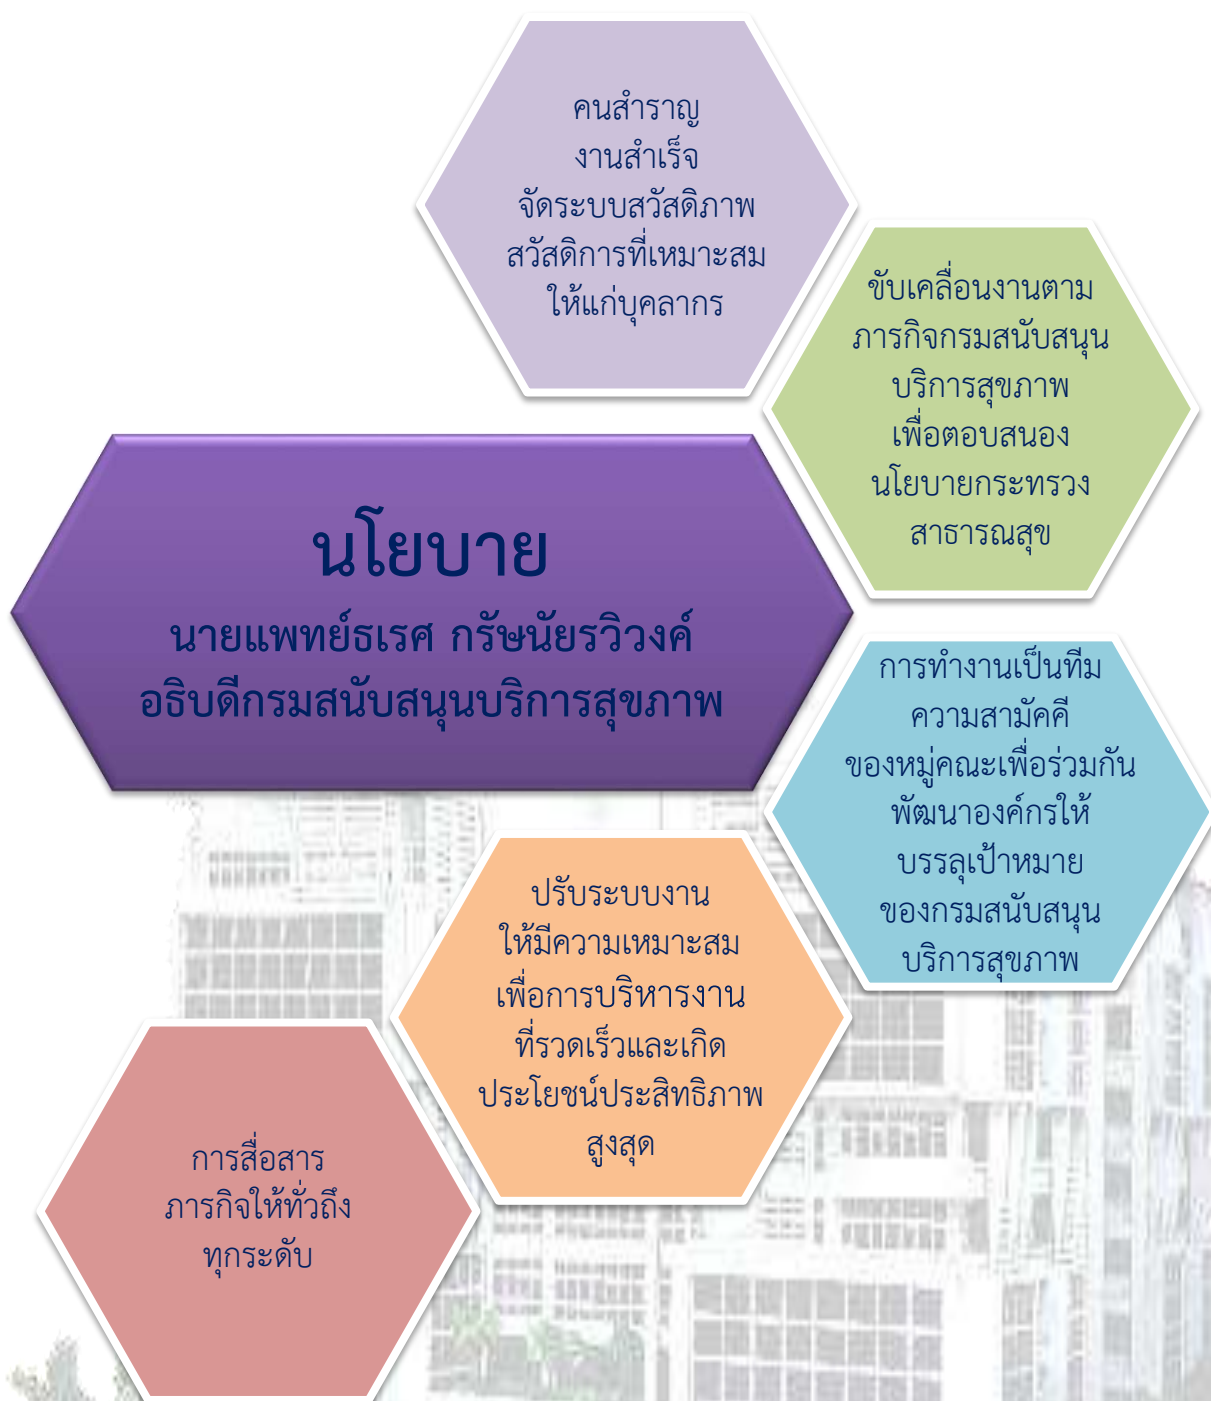 คนสำราญ
งานสำเร็จ
จัดระบบสวัสดิภาพ
สวัสดิการที่เหมาะสม
ให้แก่บุคลากร
ขับเคลื่อนงานตาม
ภารกิจกรมสนับสนุน
บริการสุขภาพ
เพื่อตอบสนอง
นโยบายกระทรวง
สาธารณสุข
นโยบาย
นายแพทย์ธเรศ กรัษนัยรวิวงค์
อธิบดีกรมสนับสนุนบริการสุขภาพ
การทำงานเป็นทีม
ความสามัคคี
ของหมู่คณะเพื่อร่วมกัน
พัฒนาองค์กรให้
บรรลุเป้าหมาย
ของกรมสนับสนุน
บริการสุขภาพ
ปรับระบบงาน
ให้มีความเหมาะสม
เพื่อการบริหารงาน
ที่รวดเร็วและเกิด
ประโยชน์ประสิทธิภาพ
สูงสุด
การสื่อสาร
ภารกิจให้ทั่วถึง
ทุกระดับ